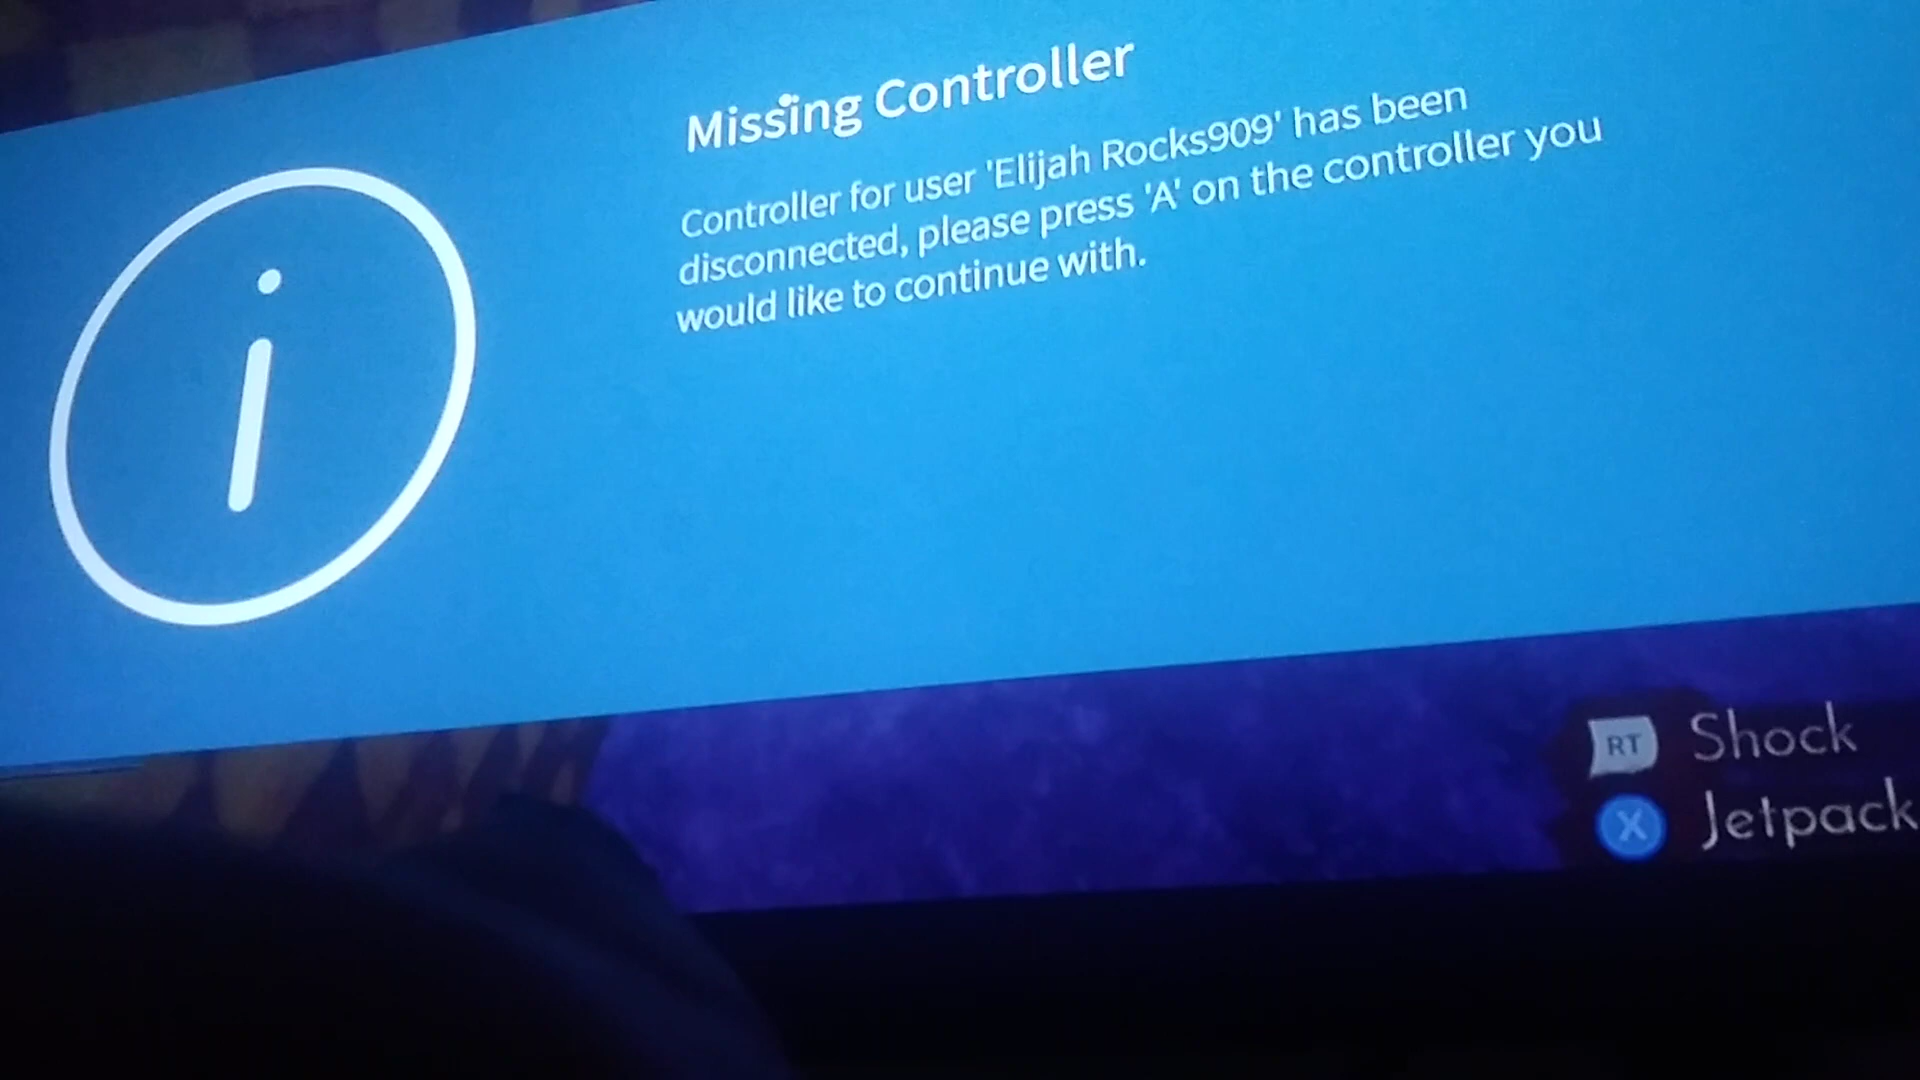 Missing Controller
Controller for user 'Elijah Rocks909' has been
disconnected, please press 'A' on the controller you
would like to continue with.
RT Shock
X Jetpack